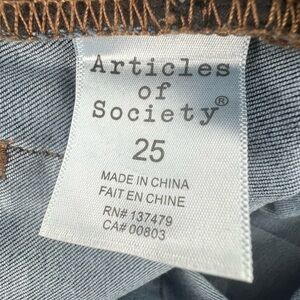 Articles
of
Society®
25
MADE IN CHINA
FAIT EN CHINE
RN# 137479
CA# 00803